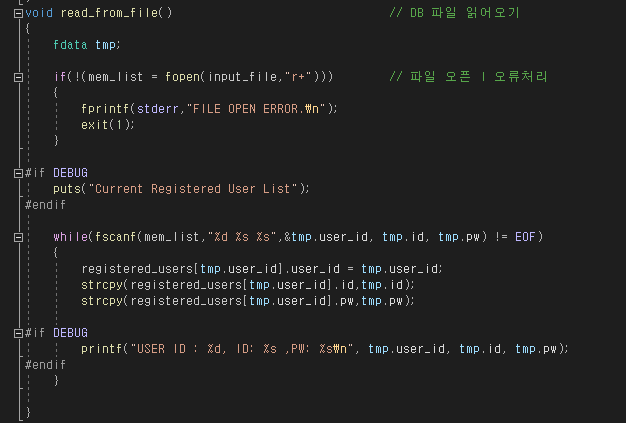 void read_from_file() // DB 파일 읽어오기
{
fdata tmp;
if(!(mem_list = fopen(input_file,"r+"))) // 파일 오픈 | 오류처리
{
fprintf(stderr,"FILE OPEN ERROR.₩n");
exit(1);
}
#if DEBUG
puts("Current Registered User List");
#endif
while(fscanf(mem_list,"%d %s %s",&tmp.user_id, tmp.id, tmp.pw) != EOF)
{
registered_users[tmp.user_id].user_id = tmp.user_id;
strcpy(registered_users[tmp.user_id].id,tmp.id);
strcpy(registered_users[tmp.user_id].pw,tmp.pw);
#if DEBUG
printf("USER ID : %d, ID: %s ,PW: %s₩n", tmp.user_id, tmp.id, tmp.pw);
#endif
}
}